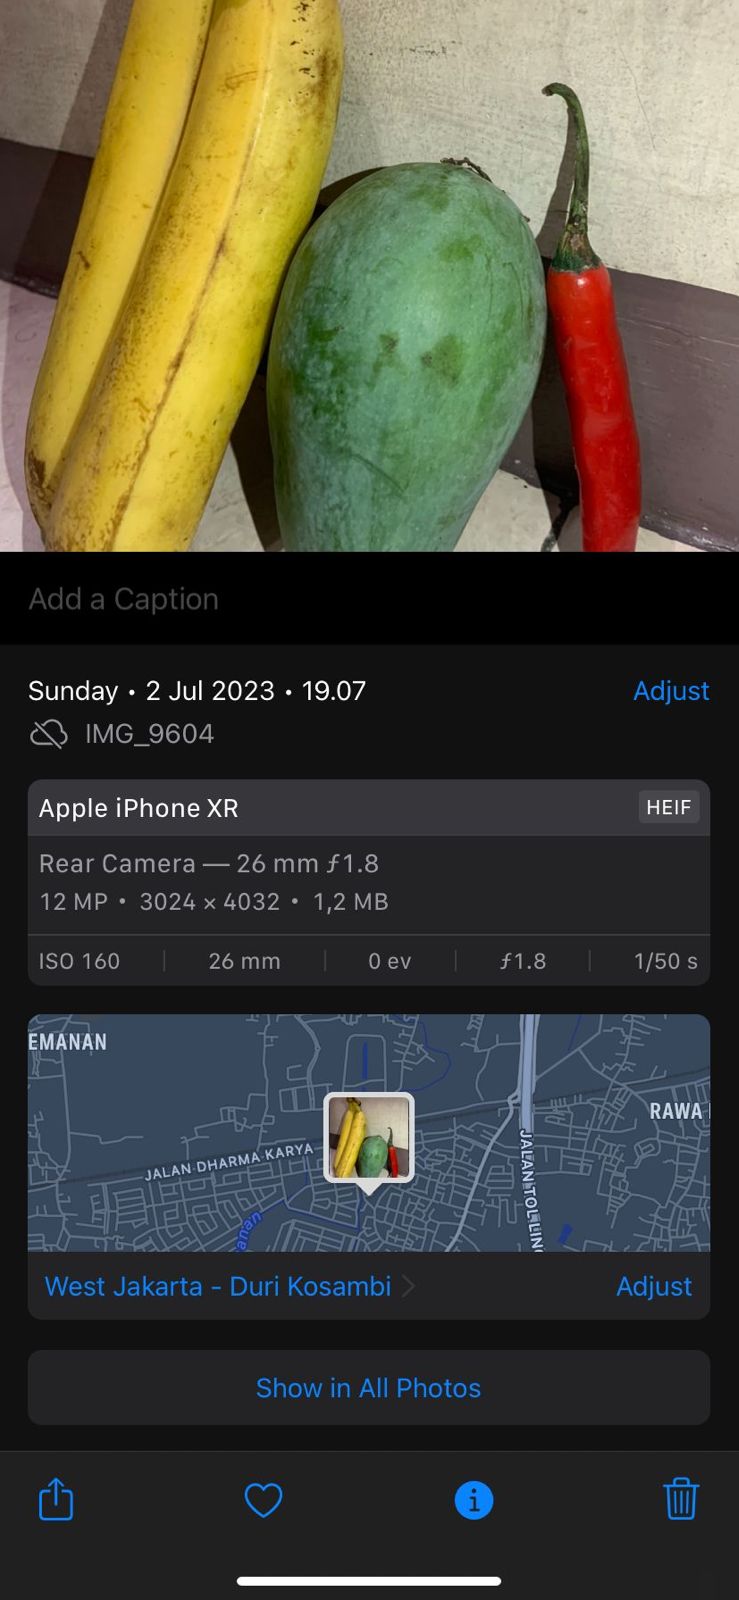 Add a Caption
Sunday • 2 Jul 2023 • 19.07
Adjust
IMG_9604
Apple iPhone XR
HEIF
Rear Camera — 26 mm ƒ1.8
12 MP • 3024 × 4032 • 1,2 MB
ISO 160
26 mm
0 ev
ƒ1.8
1/50 s
EMANAN
RAWA
JALAN DHARMA KARYA
JALAN TOL LING
anan
West Jakarta - Duri Kosambi
Adjust
Show in All Photos